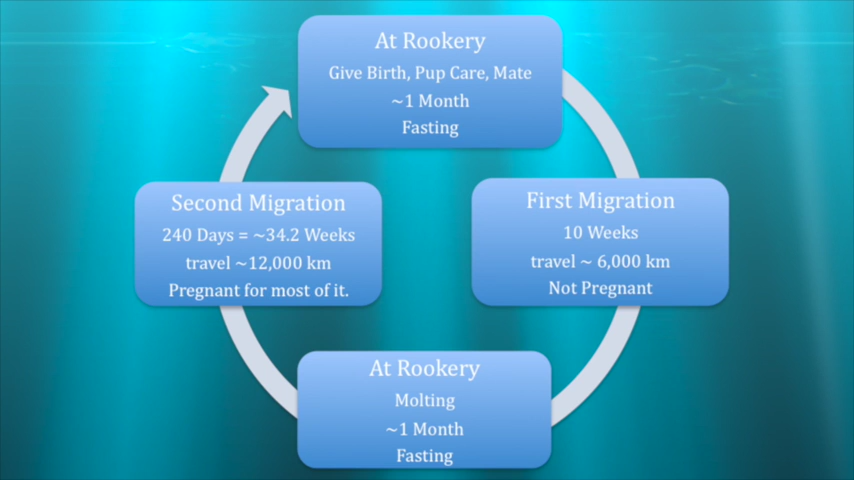 At Rookery
Give Birth, Pup Care, Mate
~1 Month
Fasting
First Migration
10 Weeks
travel ~ 6,000 km
Not Pregnant
At Rookery
Molting
~1 Month
Fasting
Second Migration
240 Days = ~34.2 Weeks
travel ~12,000 km
Pregnant for most of it.